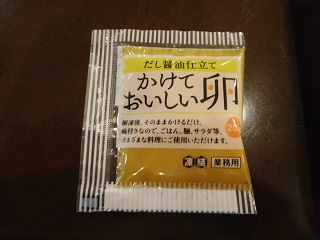 だし醤油仕立て
かけて
おいしい卵
解凍後、そのままかけるだけ。
味付きなので、ごはん、麺、サラダ等、
さまざまな料理にご使用いただけます。
凍結 業務用